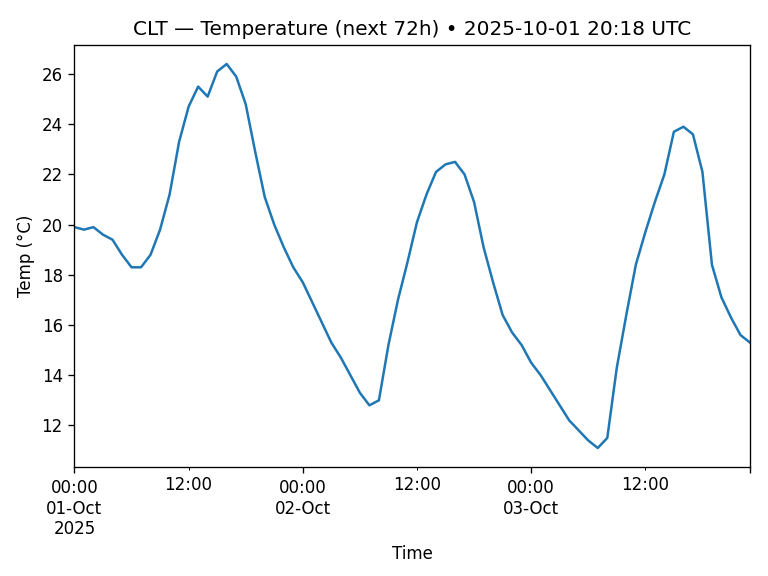 CLT — Temperature (next 72h) • 2025-10-01 20:18 UTC
Temp (°C)
26
24
22
20
18
16
14
12
00:00 12:00 00:00 12:00 00:00 12:00
01-Oct 02-Oct 03-Oct
2025
Time